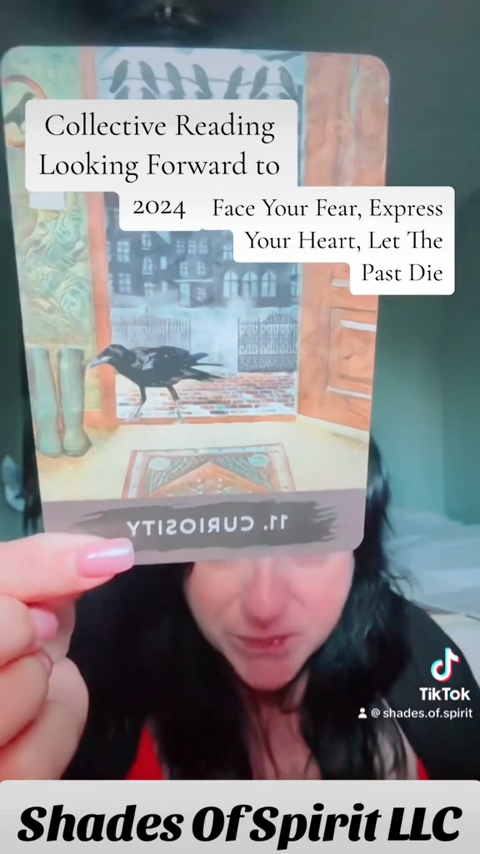 Collective Reading
Looking Forward to
2024
Face Your Fear, Express
Your Heart, Let The
Past Die
11. CURIOSITY
TikTok
@shades.of.spirit
Shades Of Spirit LLC